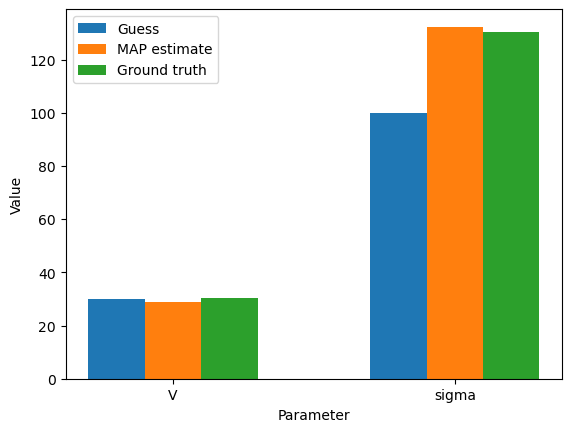 Guess
MAP estimate
Ground truth
Value
120
100
80
60
40
20
0
V
sigma
Parameter